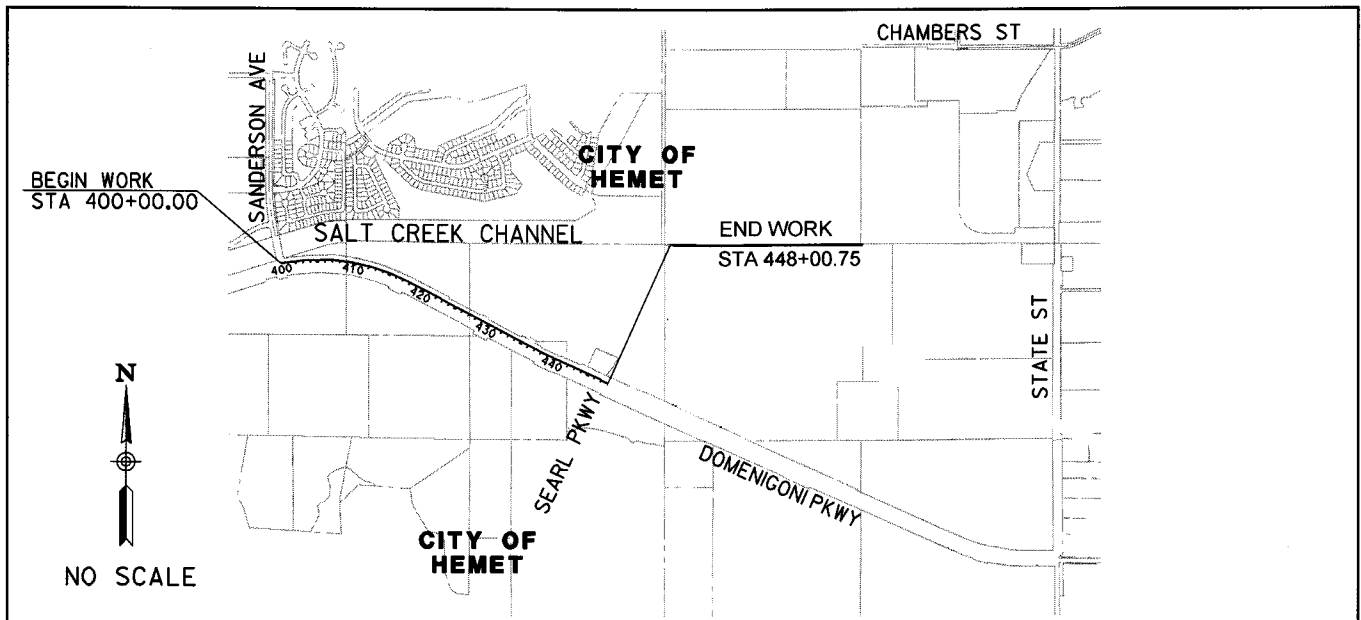 CHAMBERS ST
SANDERSON AVE
CITY OF
HEMET
BEGIN WORK
STA 400+00.00
SALT CREEK CHANNEL
END WORK
STA 448+00.75
400
410
420
430
440
STATE ST
N
SEARL PKWY
DOMENIGONI PKWY
CITY OF
HEMET
NO SCALE